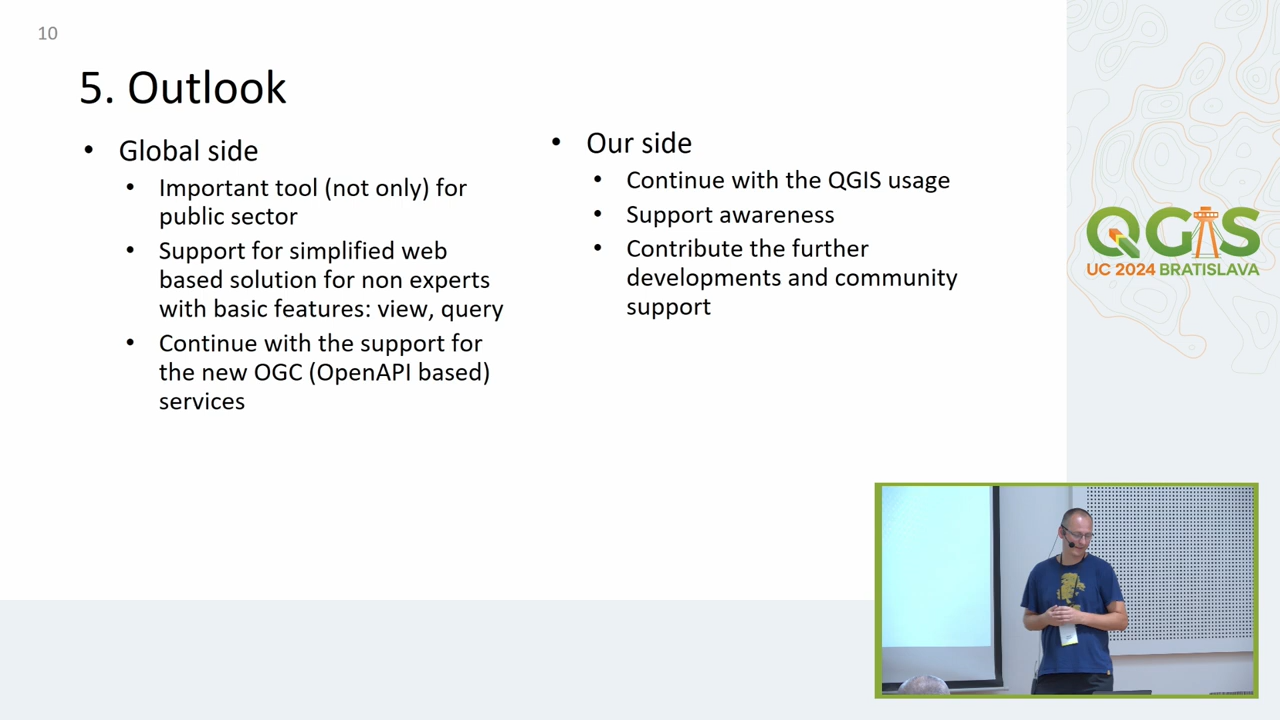 10
5. Outlook
• Global side
• Important tool (not only) for
public sector
• Support for simplified web
based solution for non experts
with basic features: view, query
• Continue with the support for
the new OGC (OpenAPI based)
services
• Our side
• Continue with the QGIS usage
• Support awareness
• Contribute the further
developments and community
support
QGIS
UC 2024 BRATISLAVA